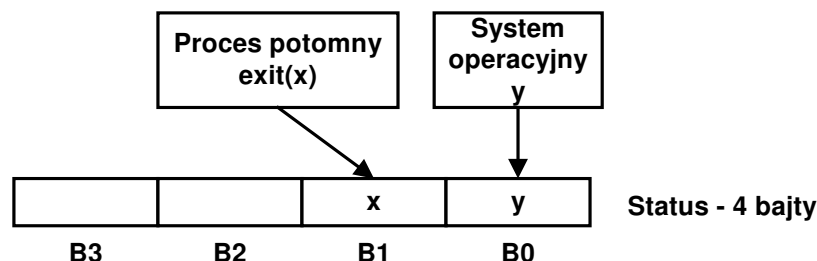 Proces potomny
exit(x)
System
operacyjny
y
x
y
Status - 4 bajty
B3
B2
B1
B0